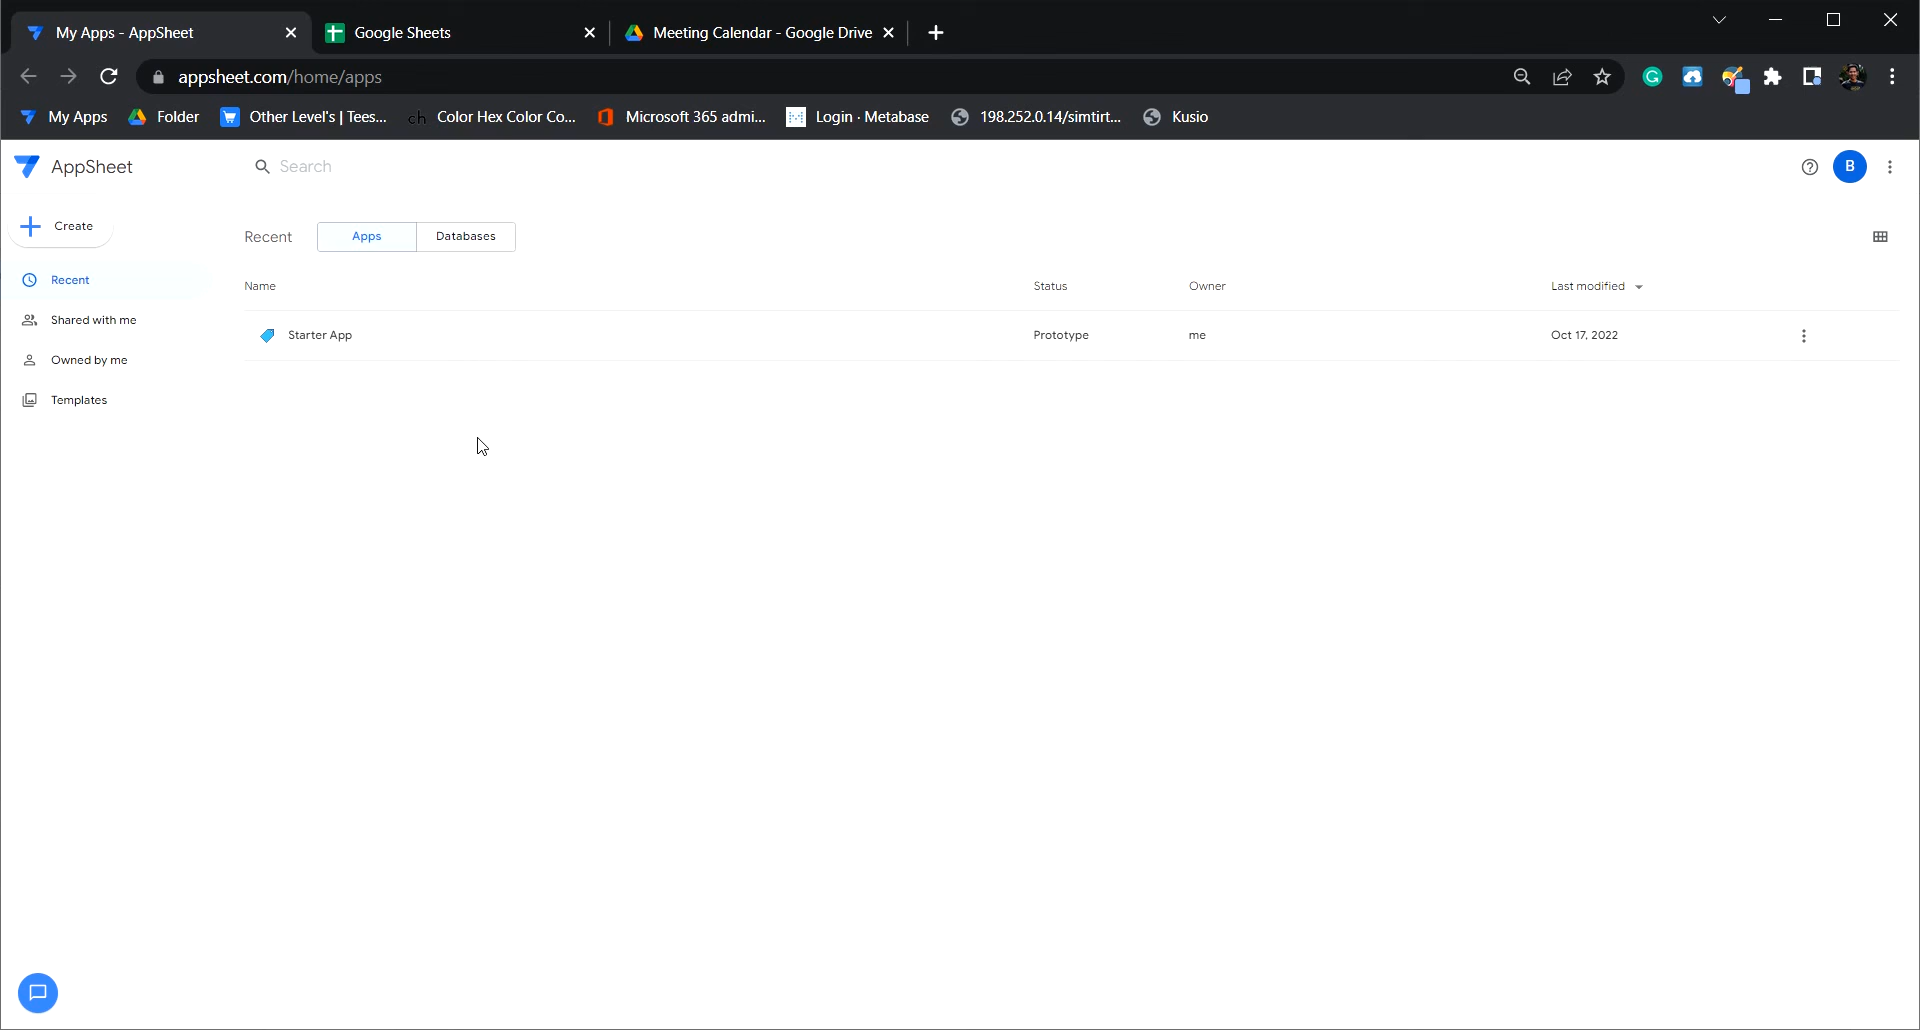 My Apps - AppSheet
Google Sheets
Meeting Calendar - Google Drive
appsheet.com/home/apps
My Apps
Folder
Other Level's | Tees...
ch Color Hex Color Co...
Microsoft 365 admi...
Login · Metabase
198.252.0.14/simtirt...
Kusio
AppSheet
Search
B
Create
Recent
Apps
Databases
Recent
Name
Status
Owner
Last modified
Shared with me
Starter App
Prototype
me
Oct 17, 2022
Owned by me
Templates